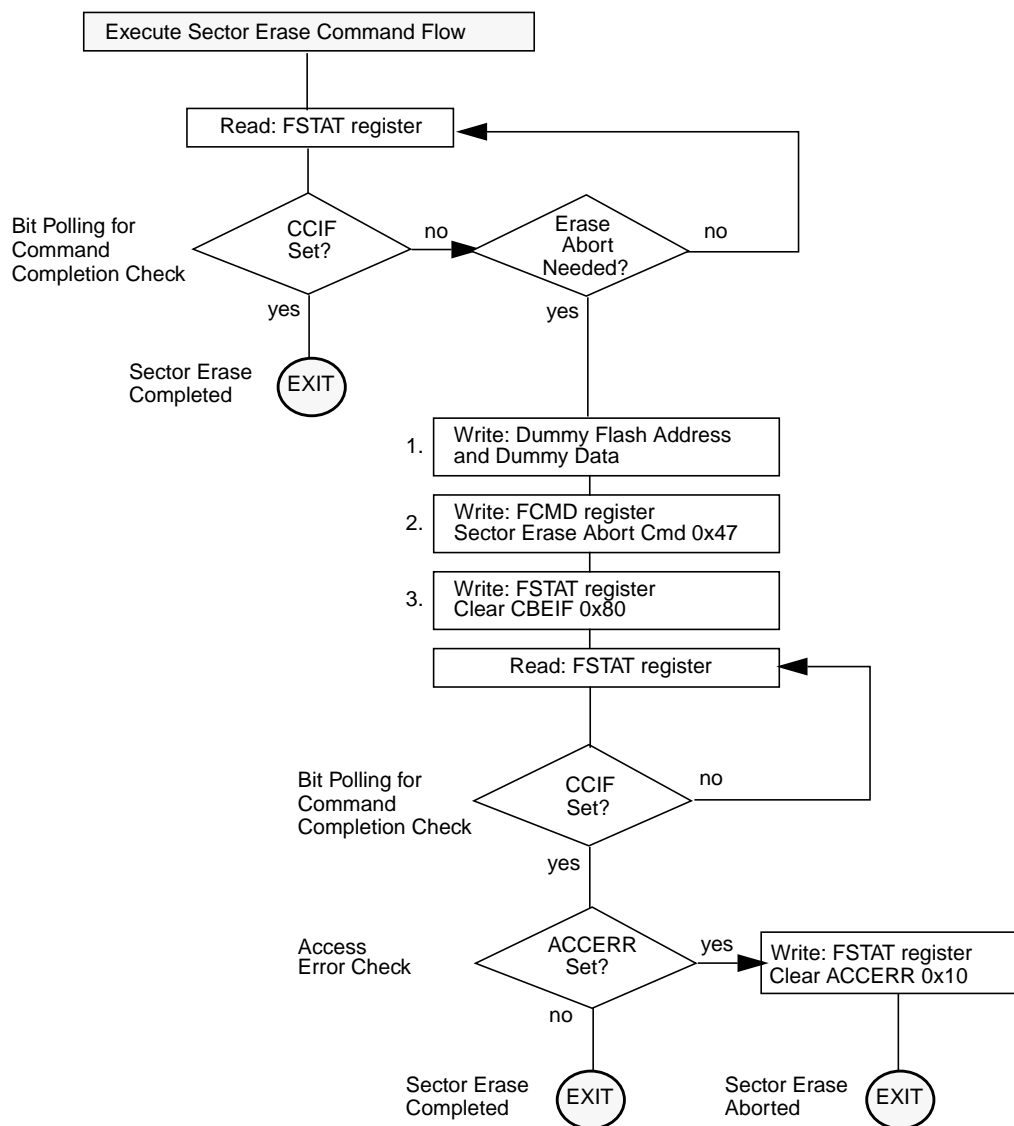 Execute Sector Erase Command Flow
Read: FSTAT register
Bit Polling for
Command
Completion Check
CCIF
Set?
no
Erase
Abort
Needed?
no
yes
yes
Sector Erase
Completed
EXIT
1.
Write: Dummy Flash Address
and Dummy Data
2.
Write: FCMD register
Sector Erase Abort Cmd 0x47
3.
Write: FSTAT register
Clear CBEIF 0x80
Read: FSTAT register
Bit Polling for
Command
Completion Check
CCIF
Set?
no
yes
Access
Error Check
ACCERR
Set?
yes
Write: FSTAT register
Clear ACCERR 0x10
no
Sector Erase
Completed
EXIT
Sector Erase
Aborted
EXIT